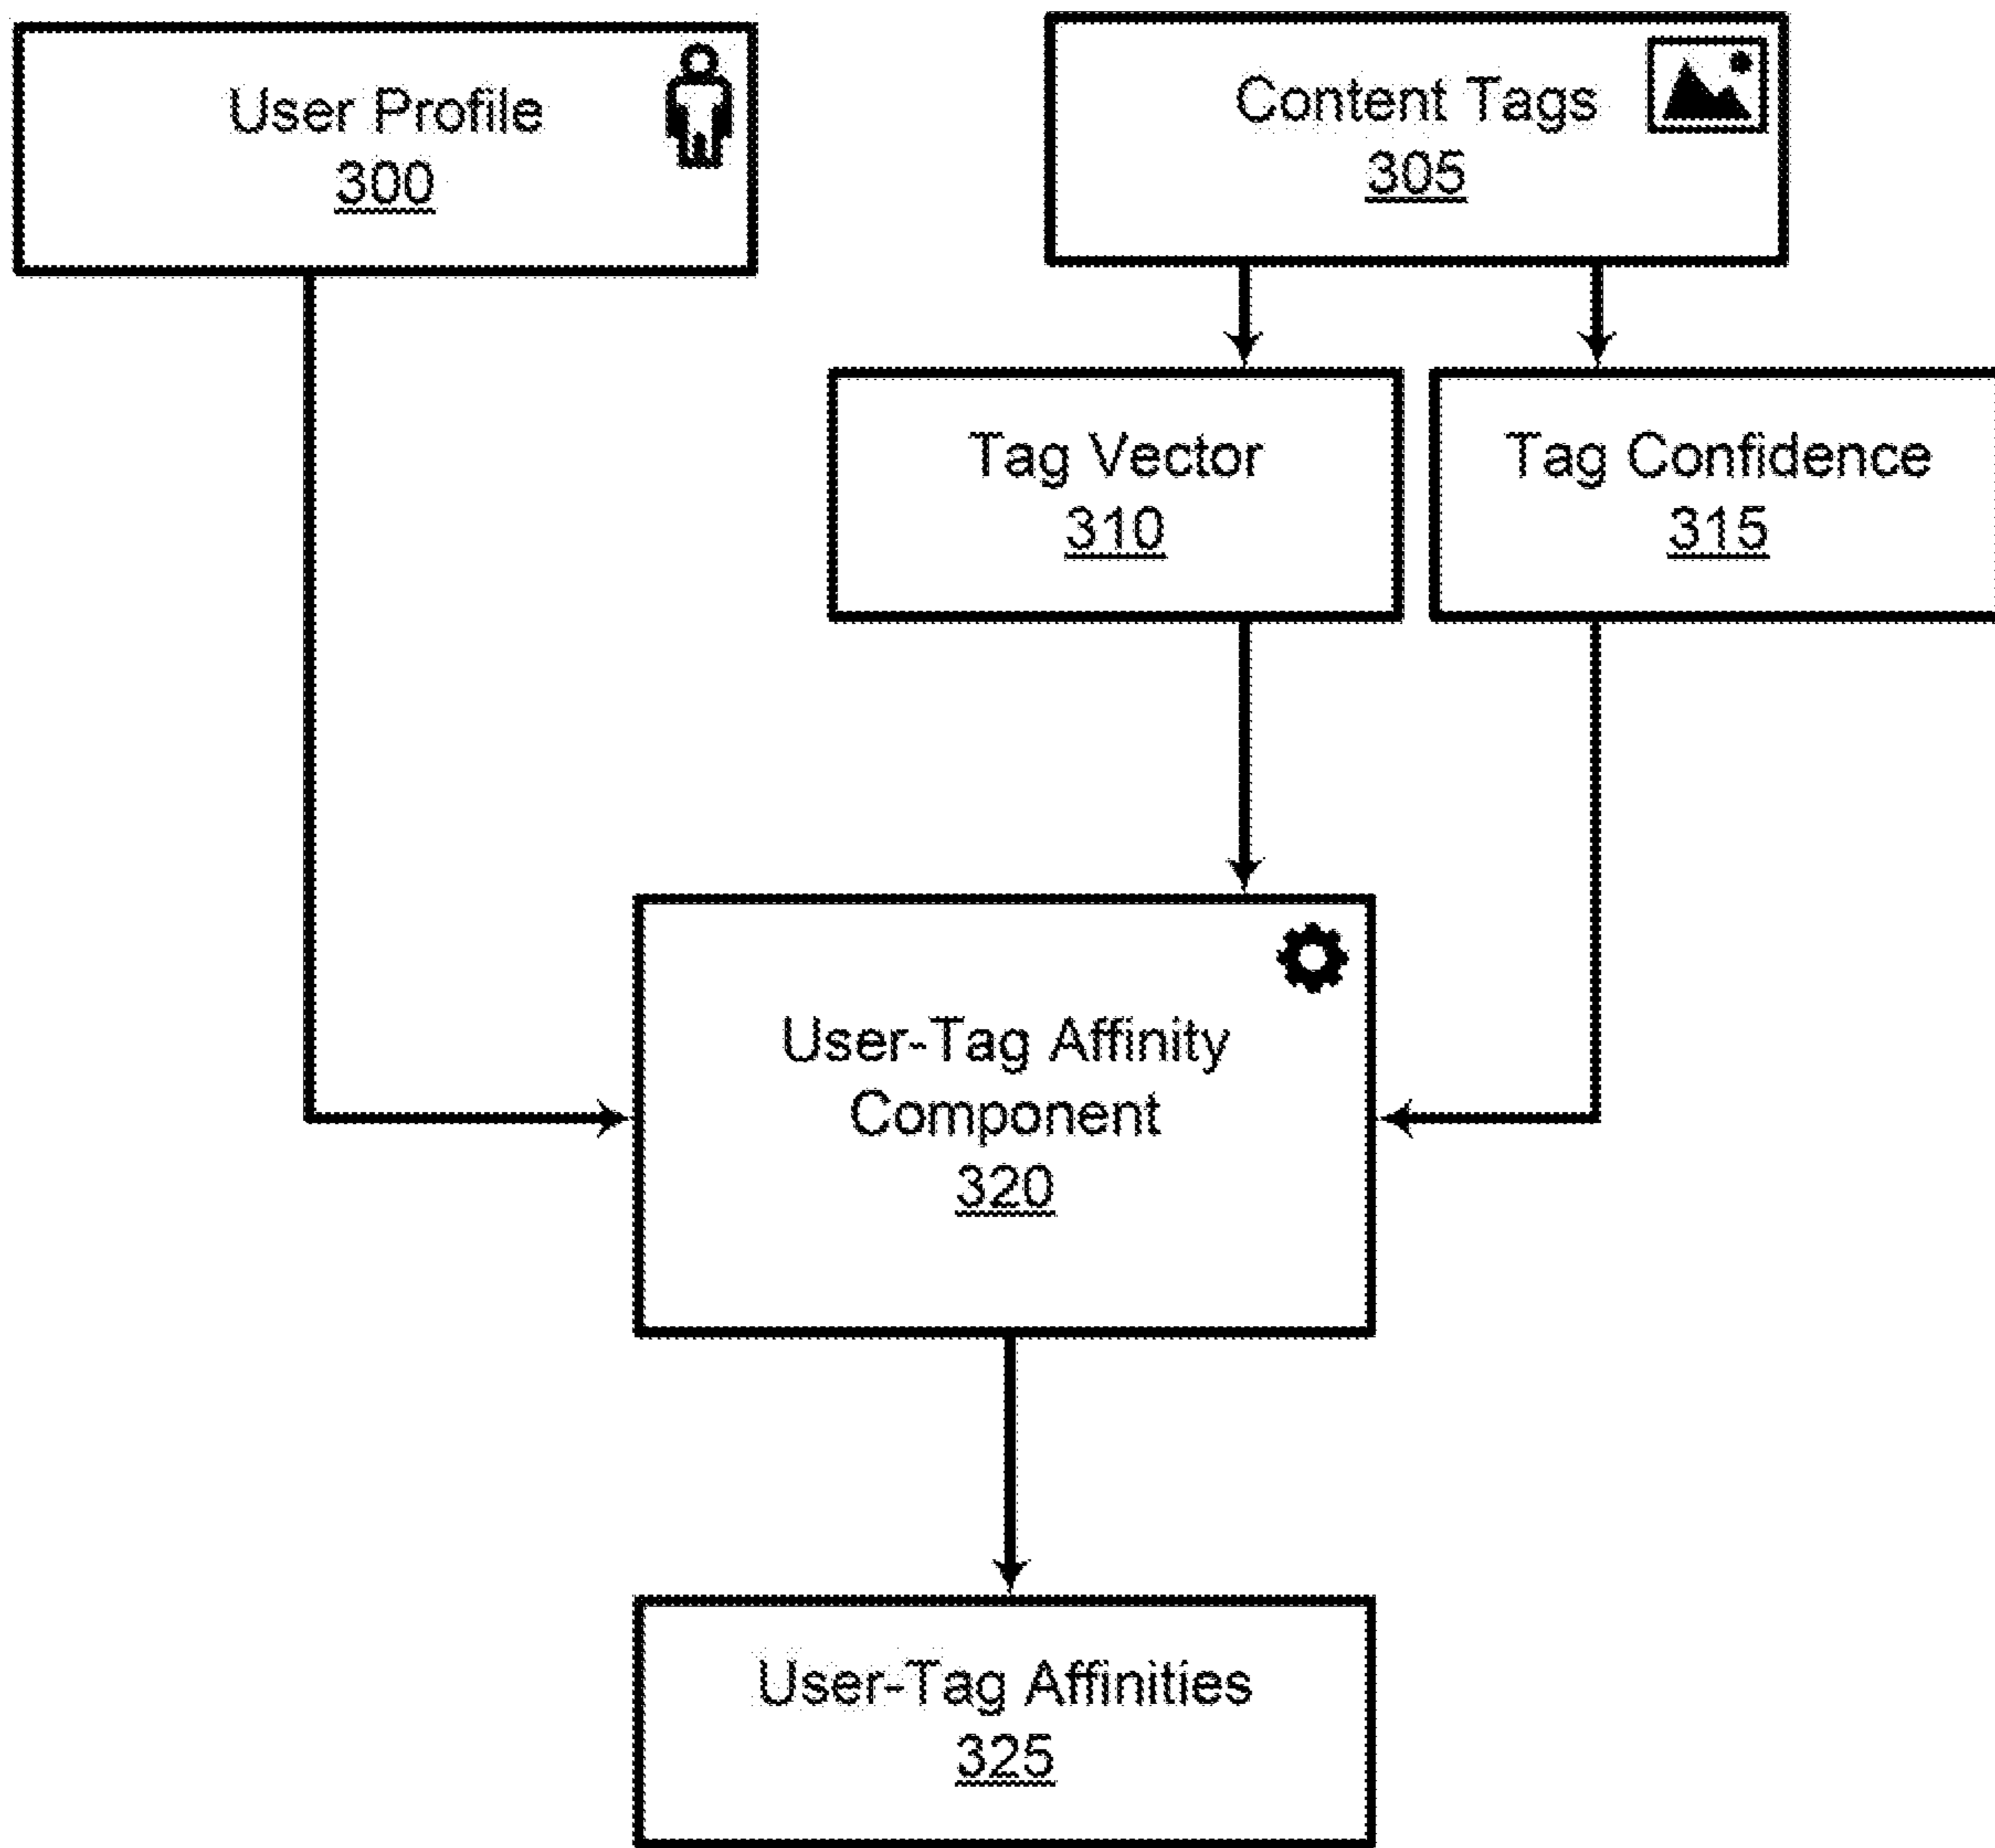 User Profile
300
Content Tags
305
Tag Vector
310
Tag Confidence
315
User-Tag Affinity
Component
320
User-Tag Affinities
325